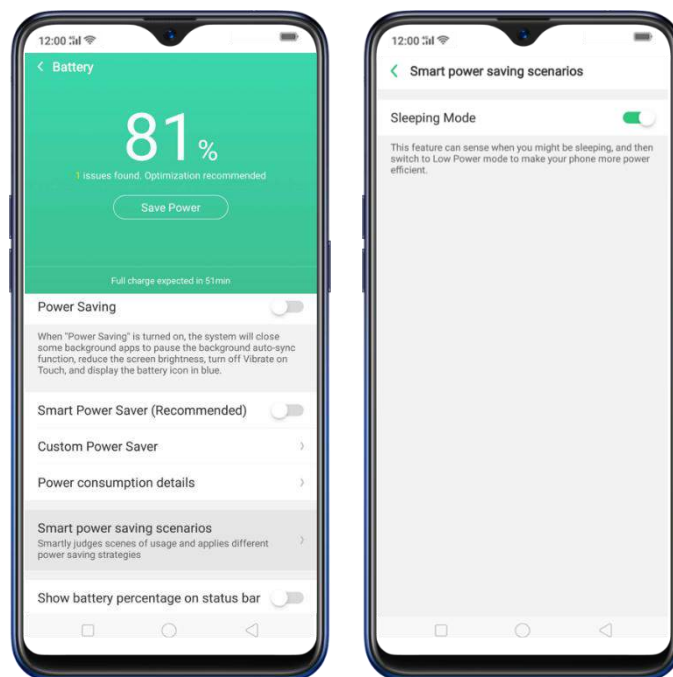 12:00
Battery
81%
1 issues found. Optimization recommended
Save Power
Full charge expected in 51min
Power Saving
When "Power Saving" is turned on, the system will close
some background apps to pause the background auto-sync
function, reduce the screen brightness, turn off Vibrate on
Touch, and display the battery icon in blue.
Smart Power Saver (Recommended)
Custom Power Saver
Power consumption details
Smart power saving scenarios
Smartly judges scenes of usage and applies different
power saving strategies
Show battery percentage on status bar
12:00
Smart power saving scenarios
Sleeping Mode
This feature can sense when you might be sleeping, and then
switch to Low Power mode to make your phone more power
efficient.